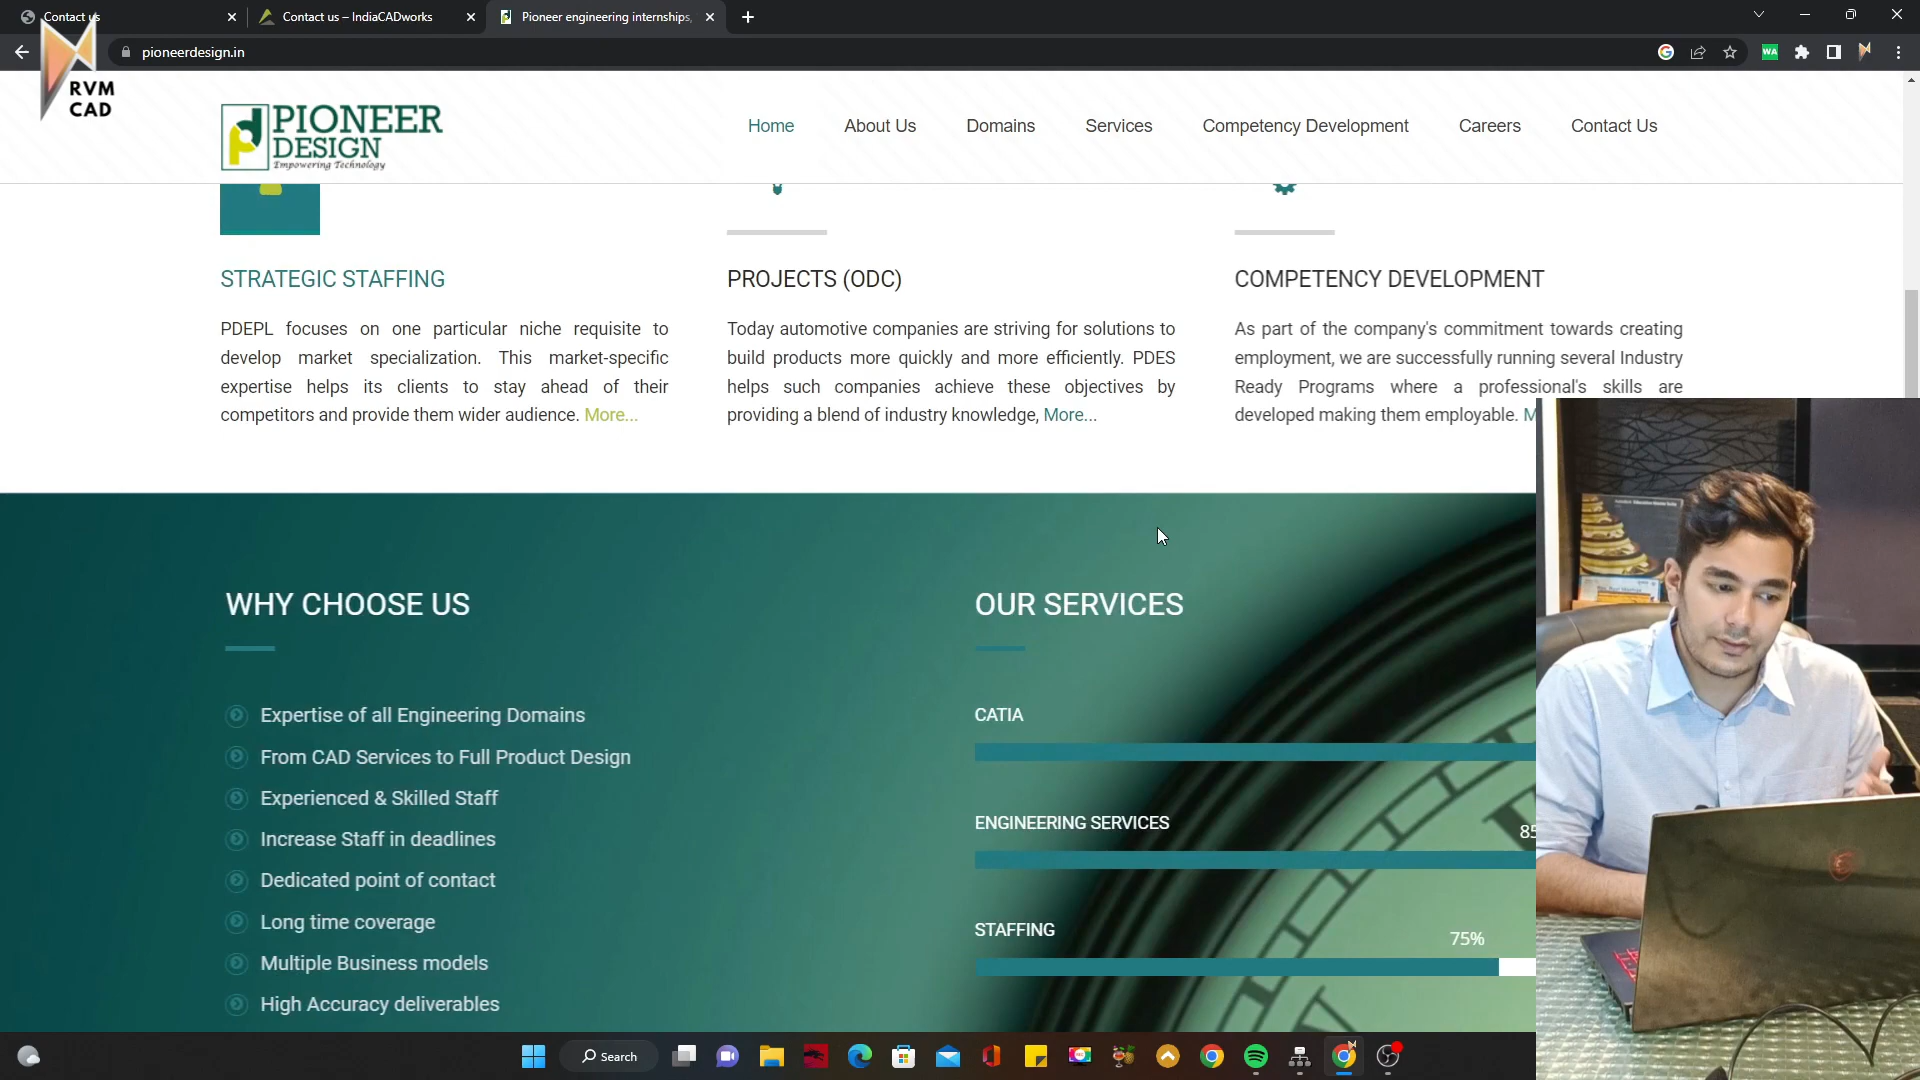 Contact us
Contact us – IndiaCADworks
Pioneer engineering internships,
pioneerdesign.in
WA
RVM
CAD
PIONEER
DESIGN
Empowering Technology
Home
About Us
Domains
Services
Competency Development
Careers
Contact Us
STRATEGIC STAFFING
PDEPL focuses on one particular niche requisite to
develop market specialization. This market-specific
expertise helps its clients to stay ahead of their
competitors and provide them wider audience. More...
PROJECTS (ODC)
Today automotive companies are striving for solutions to
build products more quickly and more efficiently. PDES
helps such companies achieve these objectives by
providing a blend of industry knowledge, More...
COMPETENCY DEVELOPMENT
As part of the company's commitment towards creating
employment, we are successfully running several Industry
Ready Programs where a professional's skills are
developed making them employable. M
WHY CHOOSE US
Expertise of all Engineering Domains
From CAD Services to Full Product Design
Experienced & Skilled Staff
Increase Staff in deadlines
Dedicated point of contact
Long time coverage
Multiple Business models
High Accuracy deliverables
OUR SERVICES
CATIA
ENGINEERING SERVICES
85
STAFFING
75%
Search